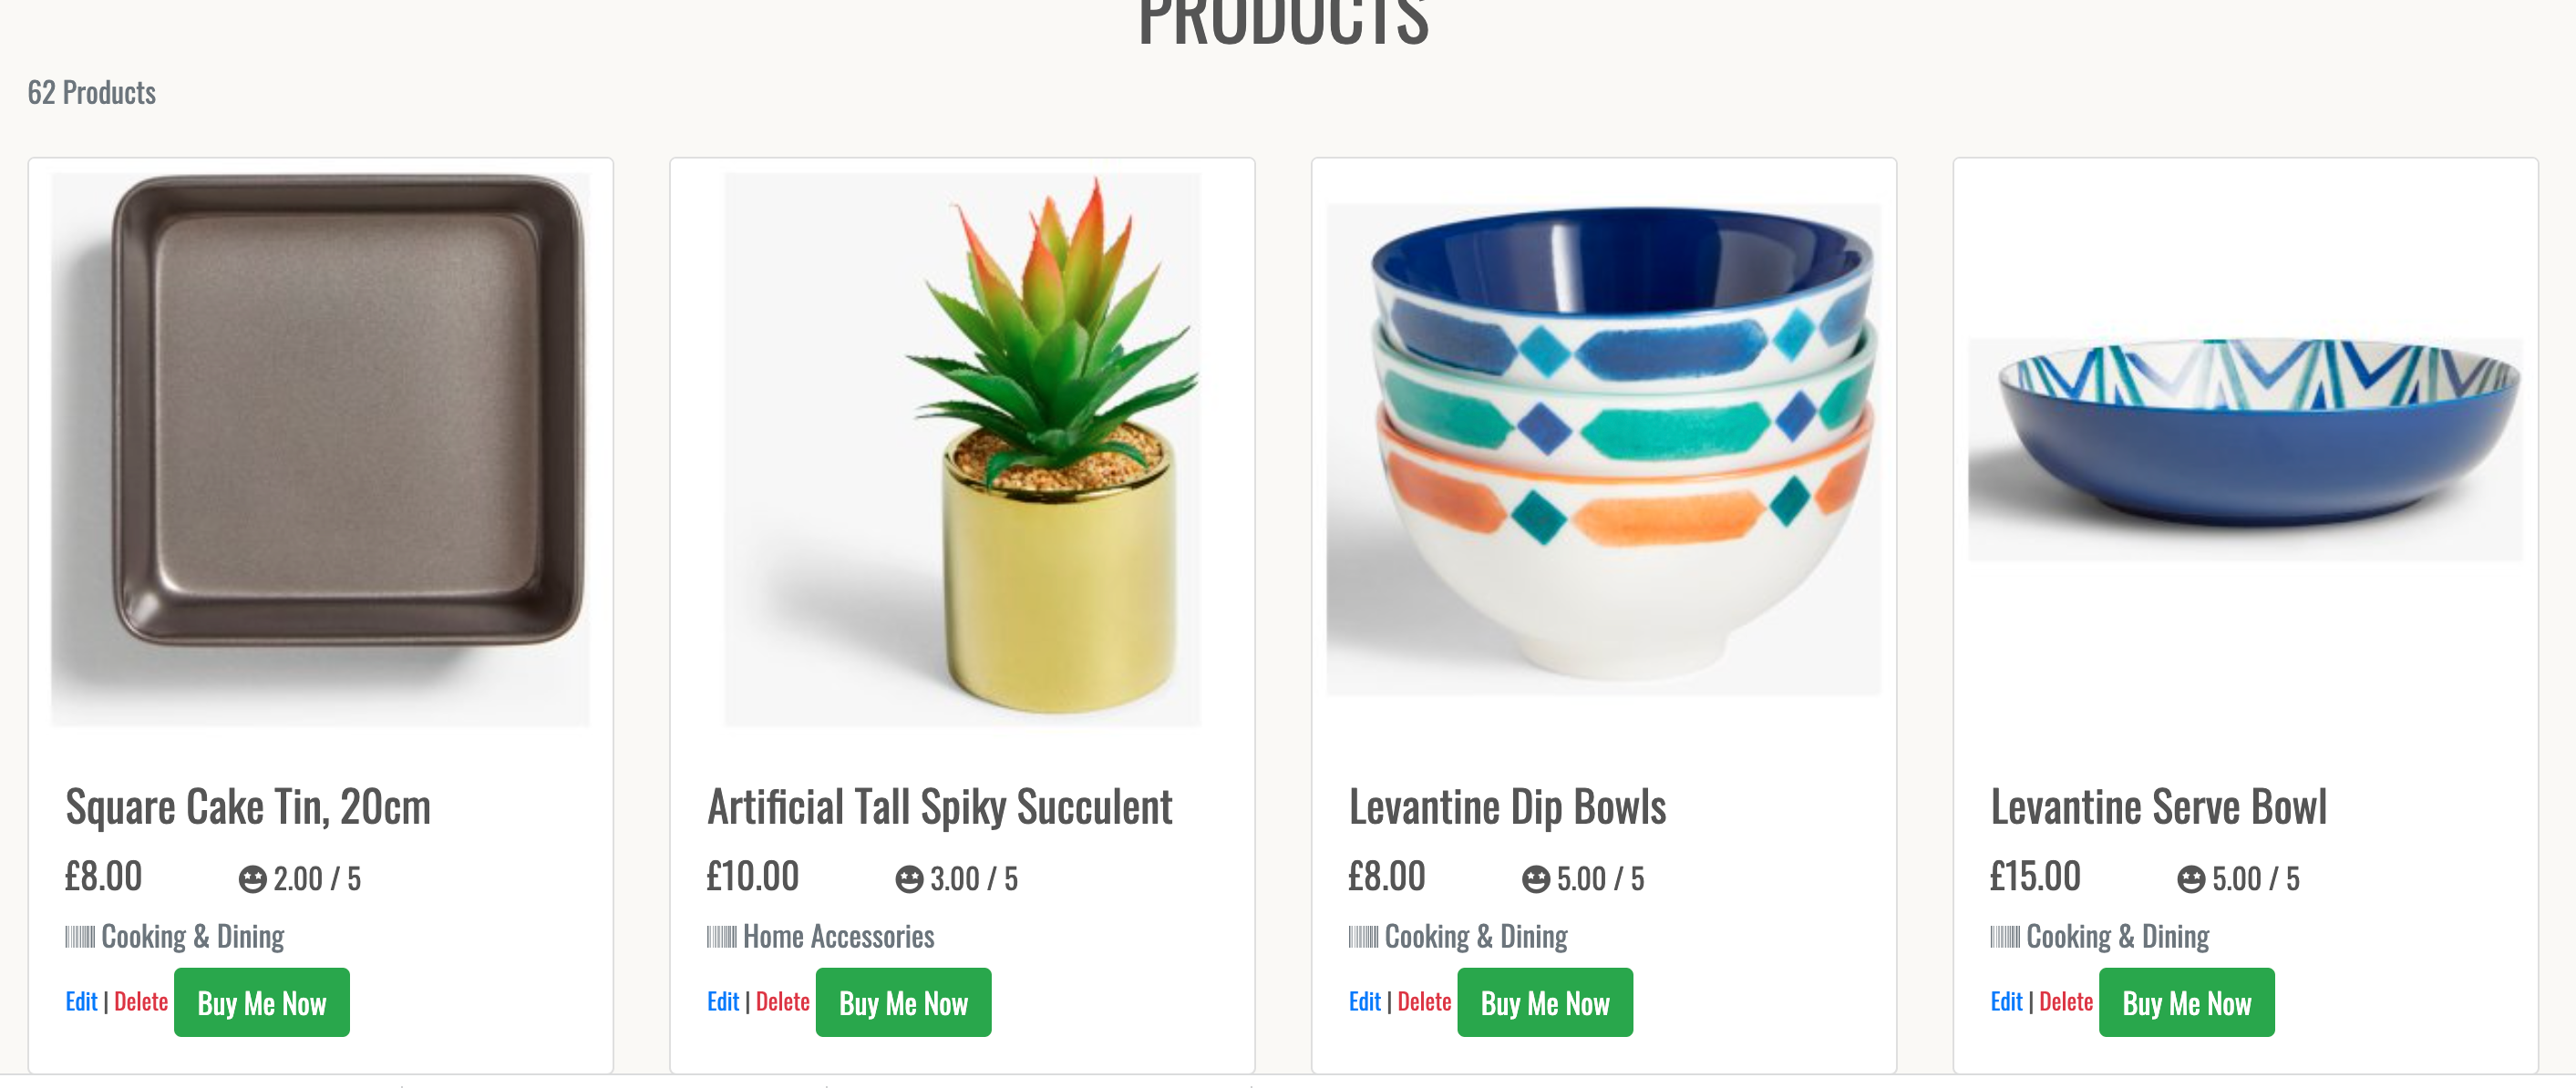 PRODUCTS
62 Products
Square Cake Tin, 20cm
£8.00 2.00 / 5
Cooking & Dining
Edit | Delete Buy Me Now
Artificial Tall Spiky Succulent
£10.00 3.00 / 5
Home Accessories
Edit | Delete Buy Me Now
Levantine Dip Bowls
£8.00 5.00 / 5
Cooking & Dining
Edit | Delete Buy Me Now
Levantine Serve Bowl
£15.00 5.00 / 5
Cooking & Dining
Edit | Delete Buy Me Now